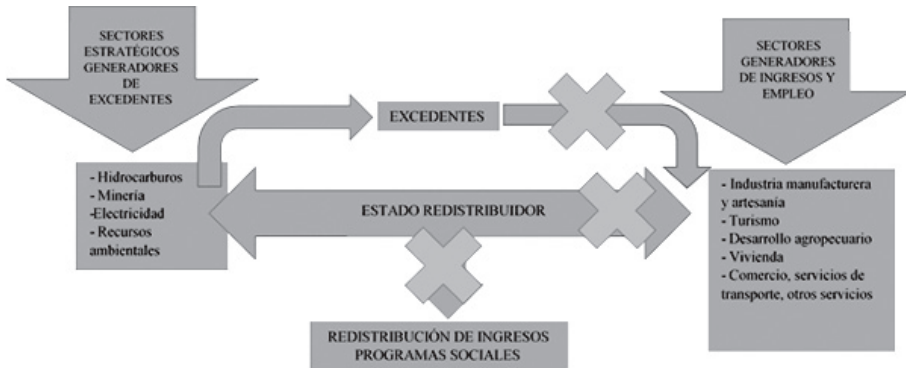 SECTORES
ESTRATÉGICOS
GENERADORES
DE
EXCEDENTES
SECTORES
GENERADORES
DE INGRESOS Y
EMPLEO
EXCEDENTES
- Hidrocarburos
- Minería
-Electricidad
- Recursos
ambientales
ESTADO REDISTRIBUIDOR
- Industria manufacturera
y artesanía
- Turismo
- Desarrollo agropecuario
- Vivienda
- Comercio, servicios de
transporte, otros servicios
REDISTRIBUCIÓN DE INGRESOS
PROGRAMAS SOCIALES